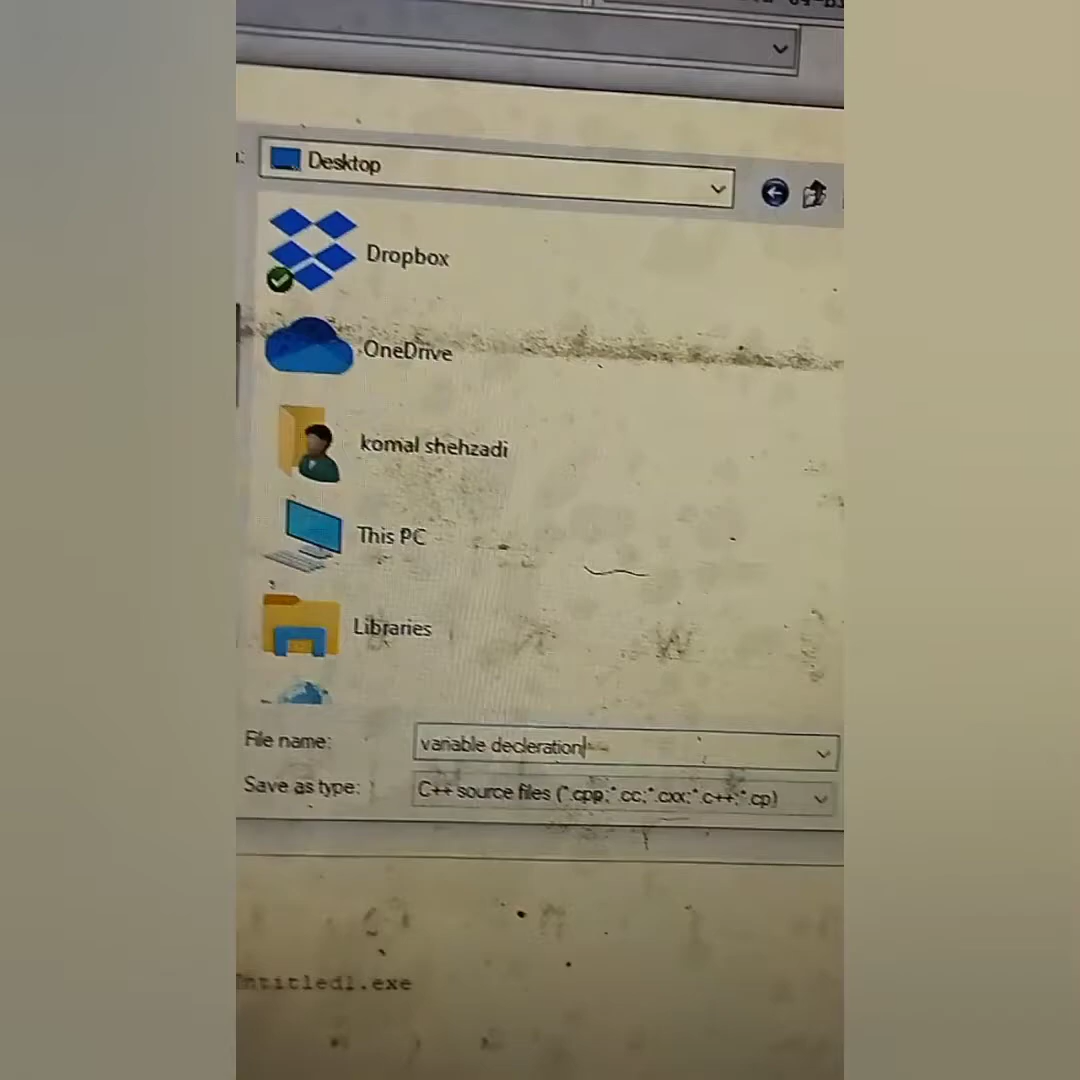 Desktop
Dropbox
OneDrive
komal shehzadi
This PC
Libraries
File name:
variable decleration
Save as type:
C++ source files (*.cpp;*.cc;*.cxx;*.c++;*.cp)
Untitled1.exe